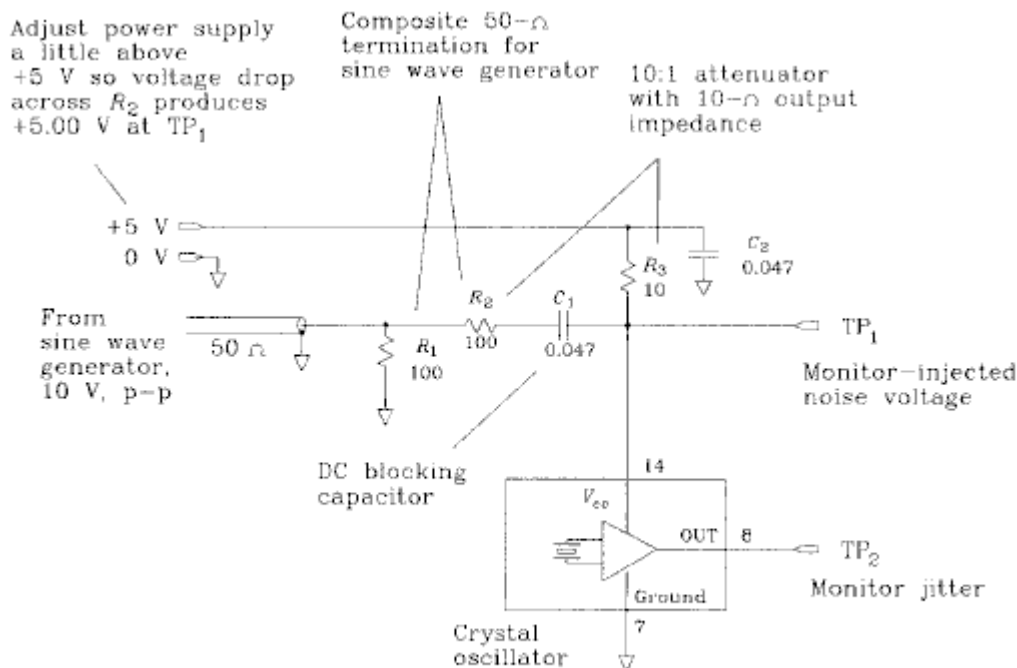 Adjust power supply
a little above
+5 V so voltage drop
across R2 produces
+5.00 V at TP1
Composite 50-Ω
termination for
sine wave generator
10:1 attenuator
with 10-Ω output
impedance
+5 V
0 V
C2
0.047
R3
10
R2
100
C1
0.047
TP1
From
sine wave
generator,
10 V, p-p
50 Ω
R1
100
Monitor-injected
noise voltage
DC blocking
capacitor
14
Vcc
OUT
8
TP2
Monitor jitter
Ground
7
Crystal
oscillator